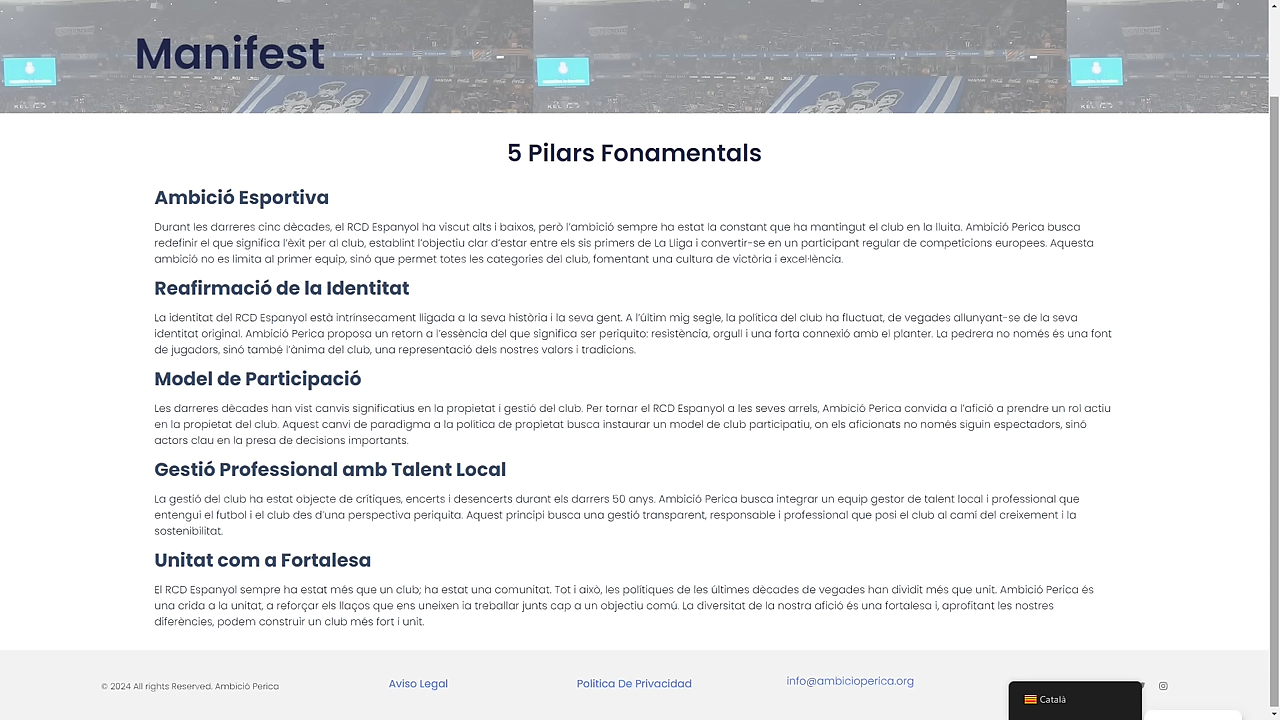 Manifest
5 Pilars Fonamentals
Ambició Esportiva
Durant les darreres cinc dècades, el RCD Espanyol ha viscut alts i baixos, però l'ambició sempre ha estat la constant que ha mantingut el club en la lluita. Ambició Perica busca
redefinir el que significa l'èxit per al club, establint l'objectiu clar d'estar entre els sis primers de La Lliga i convertir-se en un participant regular de competicions europees. Aquesta
ambició no es limita al primer equip, sinó que permet totes les categories del club, fomentant una cultura de victòria i excel·lència.
Reafirmació de la Identitat
La identitat del RCD Espanyol està intrínsecament lligada a la seva història i la seva gent. A l'últim mig segle, la política del club ha fluctuat, de vegades allunyant-se de la seva
identitat original. Ambició Perica proposa un retorn a l'essència del que significa ser periquito: resistència, orgull i una forta connexió amb el planter. La pedrera no només és una font
de jugadors, sinó també l'ànima del club, una representació dels nostres valors i tradicions.
Model de Participació
Les darreres dècades han vist canvis significatius en la propietat i gestió del club. Per tornar el RCD Espanyol a les seves arrels, Ambició Perica convida a l'afició a prendre un rol actiu
en la propietat del club. Aquest canvi de paradigma a la política de propietat busca instaurar un model de club participatiu, on els aficionats no només siguin espectadors, sinó
actors clau en la presa de decisions importants.
Gestió Professional amb Talent Local
La gestió del club ha estat objecte de crítiques, encerts i desencerts durant els darrers 50 anys. Ambició Perica busca integrar un equip gestor de talent local i professional que
entengui el futbol i el club des d'una perspectiva periquita. Aquest principi busca una gestió transparent, responsable i professional que posi el club al camí del creixement i la
sostenibilitat.
Unitat com a Fortalesa
El RCD Espanyol sempre ha estat més que un club; ha estat una comunitat. Tot i això, les polítiques de les últimes dècades de vegades han dividit més que unit. Ambició Perica és
una crida a la unitat, a reforçar els llaços que ens uneixen ia treballar junts cap a un objectiu comú. La diversitat de la nostra afició és una fortalesa i, aprofitant les nostres
diferències, podem construir un club més fort i unit.
© 2024 All rights Reserved. Ambició Perica
Aviso Legal
Politica De Privacidad
info@ambicioperica.org
Català